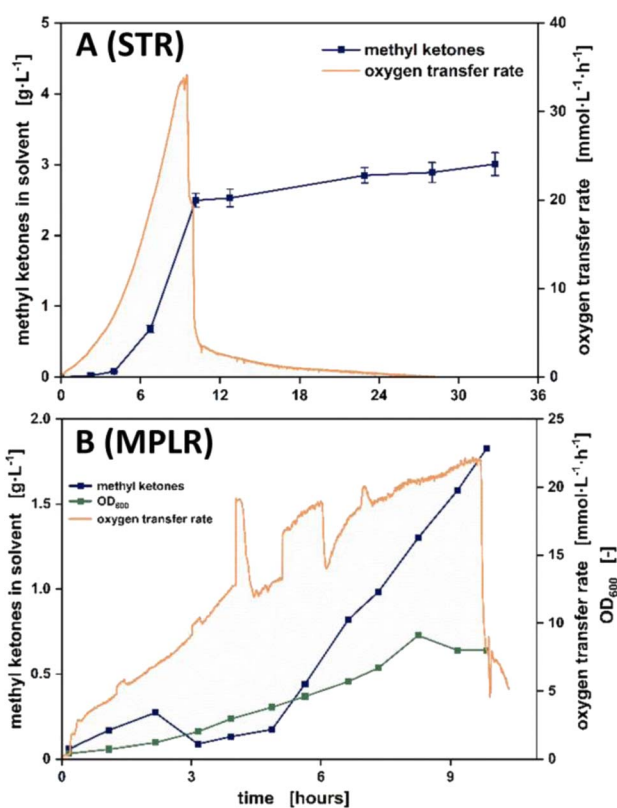 A (STR)
methyl ketones
oxygen transfer rate
methyl ketones in solvent [g·L-1]
oxygen transfer rate [mmol·L-1·h-1]
5
4
3
2
1
0
40
30
20
10
0
0 6 12 18 24 30 36
B (MPLR)
methyl ketones
OD600
oxygen transfer rate
methyl ketones in solvent [g·L-1]
oxygen transfer rate [mmol·L-1·h-1]
OD600 [-]
2.0
1.5
1.0
0.5
0
25
20
15
10
5
0
0 3 6 9
time [hours]